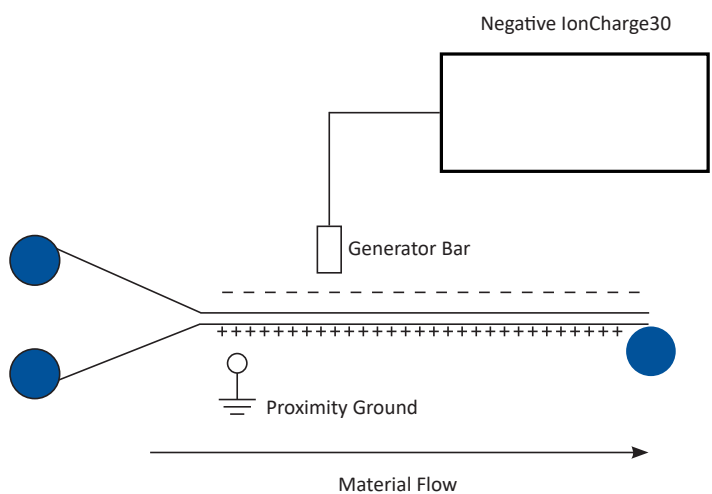 Negative IonCharge30
Generator Bar
– – – – – – – – – – – – – – – – – – – – –
+++++++++++++++++++++++++++
Proximity Ground
Material Flow